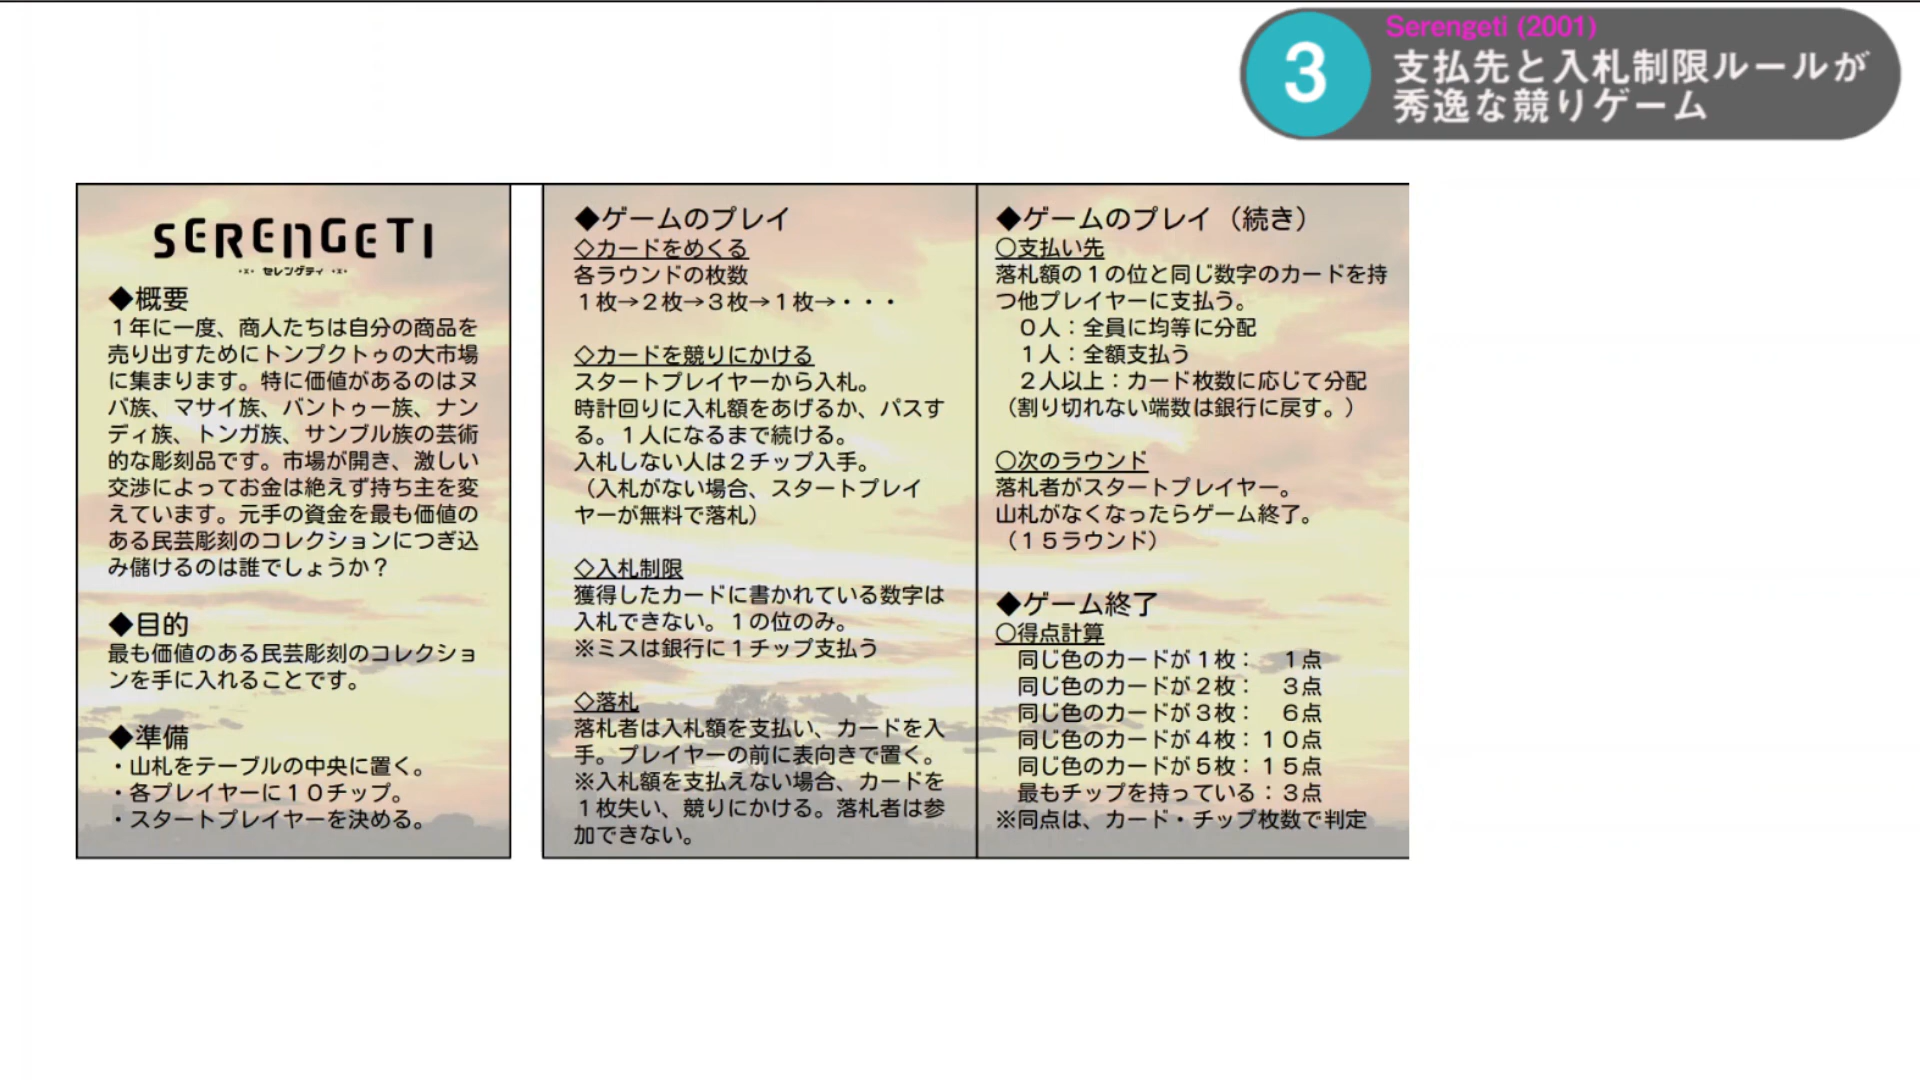 3
Serengeti (2001)
支払先と入札制限ルールが
秀逸な競りゲーム
SERENGETI
セレンゲティ
◆概要
1年に一度、商人たちは自分の商品を
売り出すためにトンプクトゥの大市場
に集まります。特に価値があるのはヌ
バ族、マサイ族、バントゥー族、ナン
ディ族、トンガ族、サンブル族の芸術
的な彫刻品です。市場が開き、激しい
交渉によってお金は絶えず持ち主を変
えています。元手の資金を最も価値の
ある民芸彫刻のコレクションにつぎ込
み儲けるのは誰でしょうか？
◆目的
最も価値のある民芸彫刻のコレクショ
ンを手に入れることです。
◆準備
・山札をテーブルの中央に置く。
・各プレイヤーに１０チップ。
・スタートプレイヤーを決める。
◆ゲームのプレイ
◇カードをめくる
各ラウンドの枚数
１枚→２枚→３枚→１枚→・・・
◇カードを競りにかける
スタートプレイヤーから入札。
時計回りに入札額をあげるか、パスす
る。１人になるまで続ける。
入札しない人は２チップ入手。
（入札がない場合、スタートプレイ
ヤーが無料で落札）
◇入札制限
獲得したカードに書かれている数字は
入札できない。１の位のみ。
※ミスは銀行に１チップ支払う
◇落札
落札者は入札額を支払い、カードを入
手。プレイヤーの前に表向きで置く。
※入札額を支払えない場合、カードを
１枚失い、競りにかける。落札者は参
加できない。
◆ゲームのプレイ（続き）
○支払い先
落札額の１の位と同じ数字のカードを持
つ他プレイヤーに支払う。
０人：全員に均等に分配
１人：全額支払う
２人以上：カード枚数に応じて分配
（割り切れない端数は銀行に戻す。）
○次のラウンド
落札者がスタートプレイヤー。
山札がなくなったらゲーム終了。
（１５ラウンド）
◆ゲーム終了
○得点計算
同じ色のカードが１枚：　１点
同じ色のカードが２枚：　３点
同じ色のカードが３枚：　６点
同じ色のカードが４枚：１０点
同じ色のカードが５枚：１５点
最もチップを持っている：３点
※同点は、カード・チップ枚数で判定